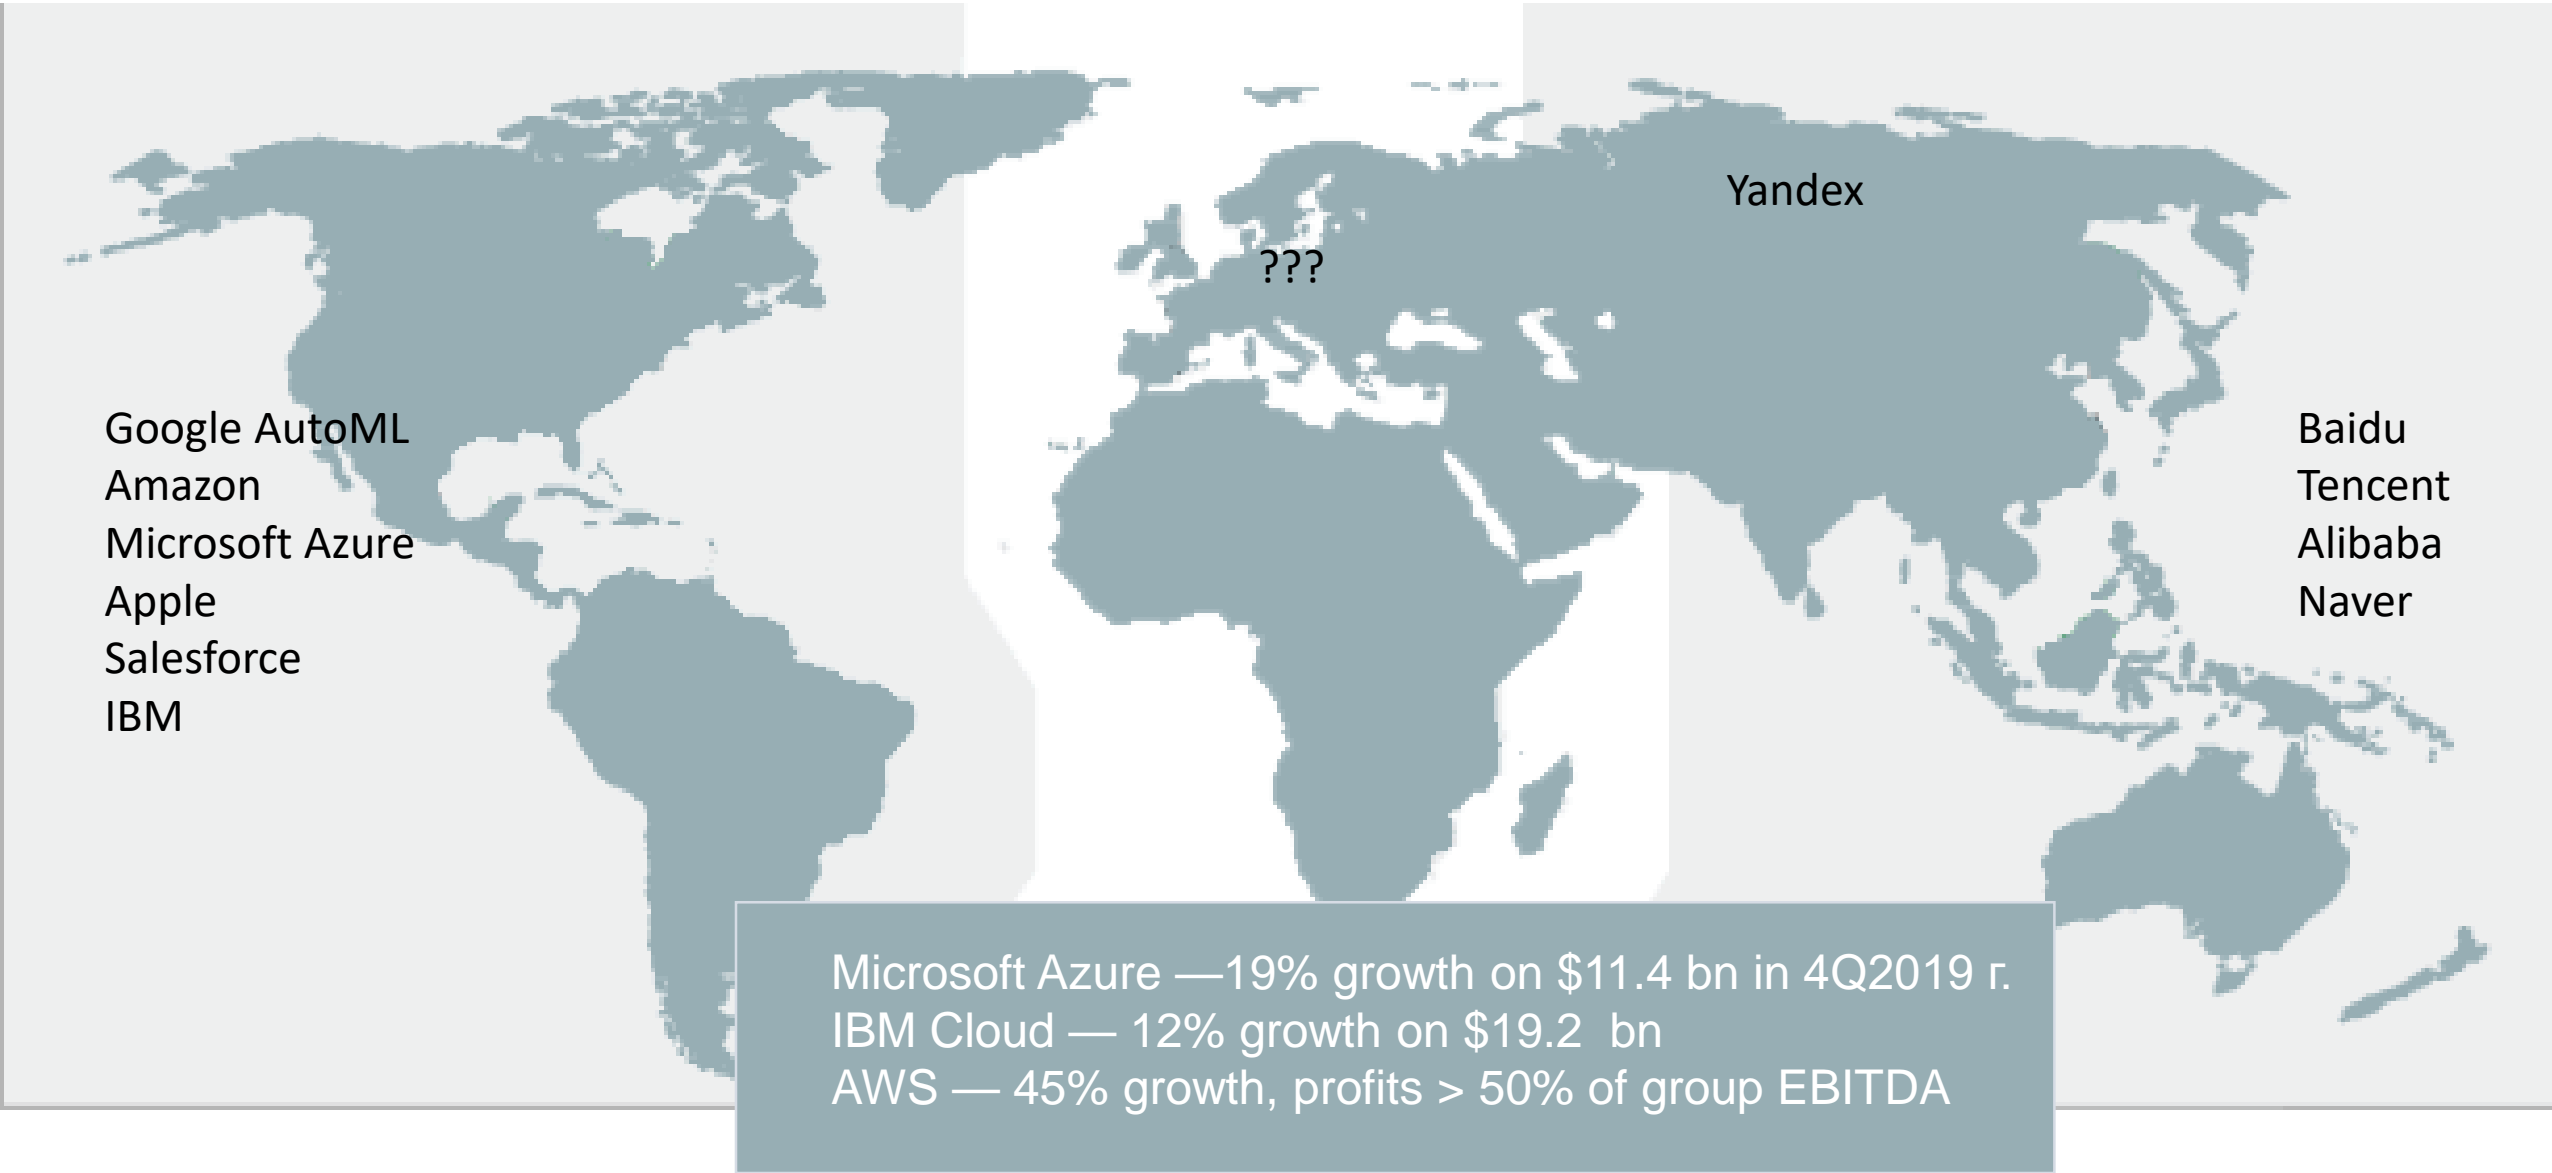 Yandex
???
Google AutoML
Amazon
Microsoft Azure
Apple
Salesforce
IBM
Baidu
Tencent
Alibaba
Naver
Microsoft Azure —19% growth on $11.4 bn in 4Q2019 г.
IBM Cloud — 12% growth on $19.2  bn
AWS — 45% growth, profits > 50% of group EBITDA